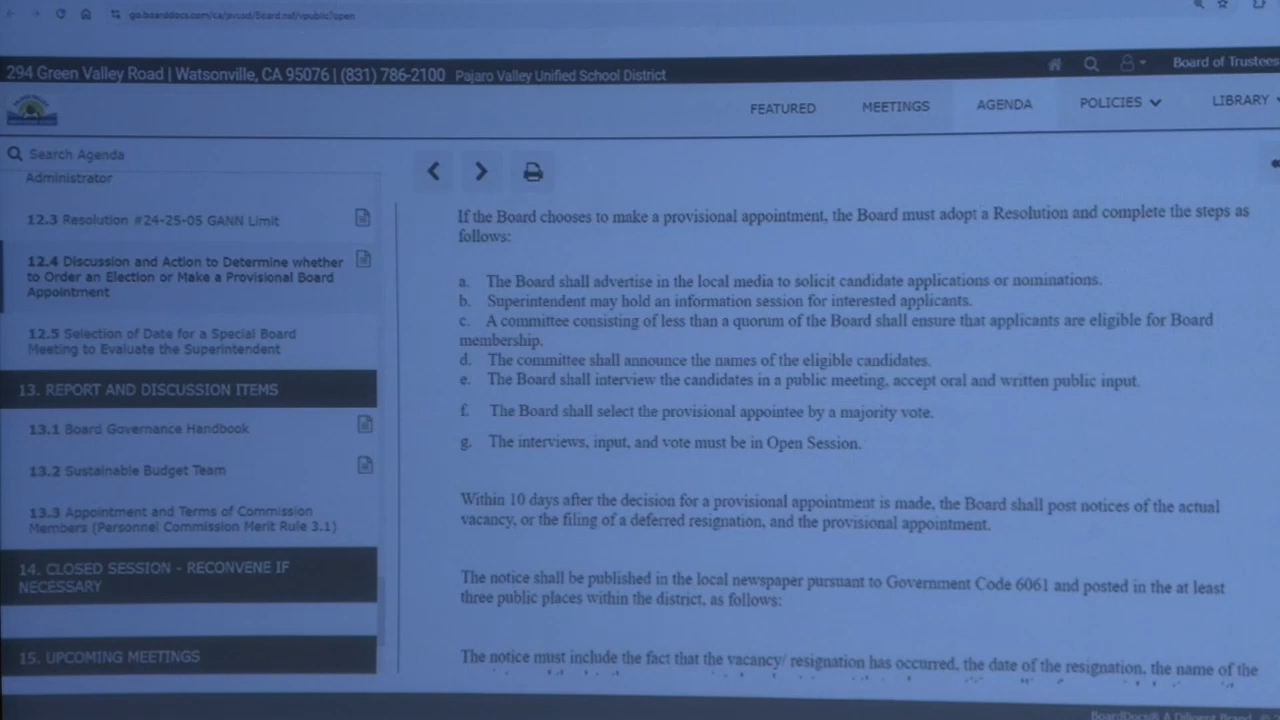 go.boarddocs.com/ca/pvusd/Board.nsf/vpublic?open
294 Green Valley Road | Watsonville, CA 95076 | (831) 786-2100 Pajaro Valley Unified School District
Board of Trustees
FEATURED
MEETINGS
AGENDA
POLICIES
LIBRARY
Search Agenda
Administrator
12.3 Resolution #24-25-05 GANN Limit
12.4 Discussion and Action to Determine whether
to Order an Election or Make a Provisional Board
Appointment
12.5 Selection of Date for a Special Board
Meeting to Evaluate the Superintendent
13. REPORT AND DISCUSSION ITEMS
13.1 Board Governance Handbook
13.2 Sustainable Budget Team
13.3 Appointment and Terms of Commission
Members (Personnel Commission Merit Rule 3.1)
14. CLOSED SESSION - RECONVENE IF
NECESSARY
15. UPCOMING MEETINGS
If the Board chooses to make a provisional appointment, the Board must adopt a Resolution and complete the steps as
follows:
a. The Board shall advertise in the local media to solicit candidate applications or nominations.
b. Superintendent may hold an information session for interested applicants.
c. A committee consisting of less than a quorum of the Board shall ensure that applicants are eligible for Board
membership.
d. The committee shall announce the names of the eligible candidates.
e. The Board shall interview the candidates in a public meeting, accept oral and written public input.
f. The Board shall select the provisional appointee by a majority vote.
g. The interviews, input, and vote must be in Open Session.
Within 10 days after the decision for a provisional appointment is made, the Board shall post notices of the actual
vacancy, or the filing of a deferred resignation, and the provisional appointment.
The notice shall be published in the local newspaper pursuant to Government Code 6061 and posted in the at least
three public places within the district, as follows:
The notice must include the fact that the vacancy/ resignation has occurred, the date of the resignation, the name of the
BoardDocs® A Diligent Brand